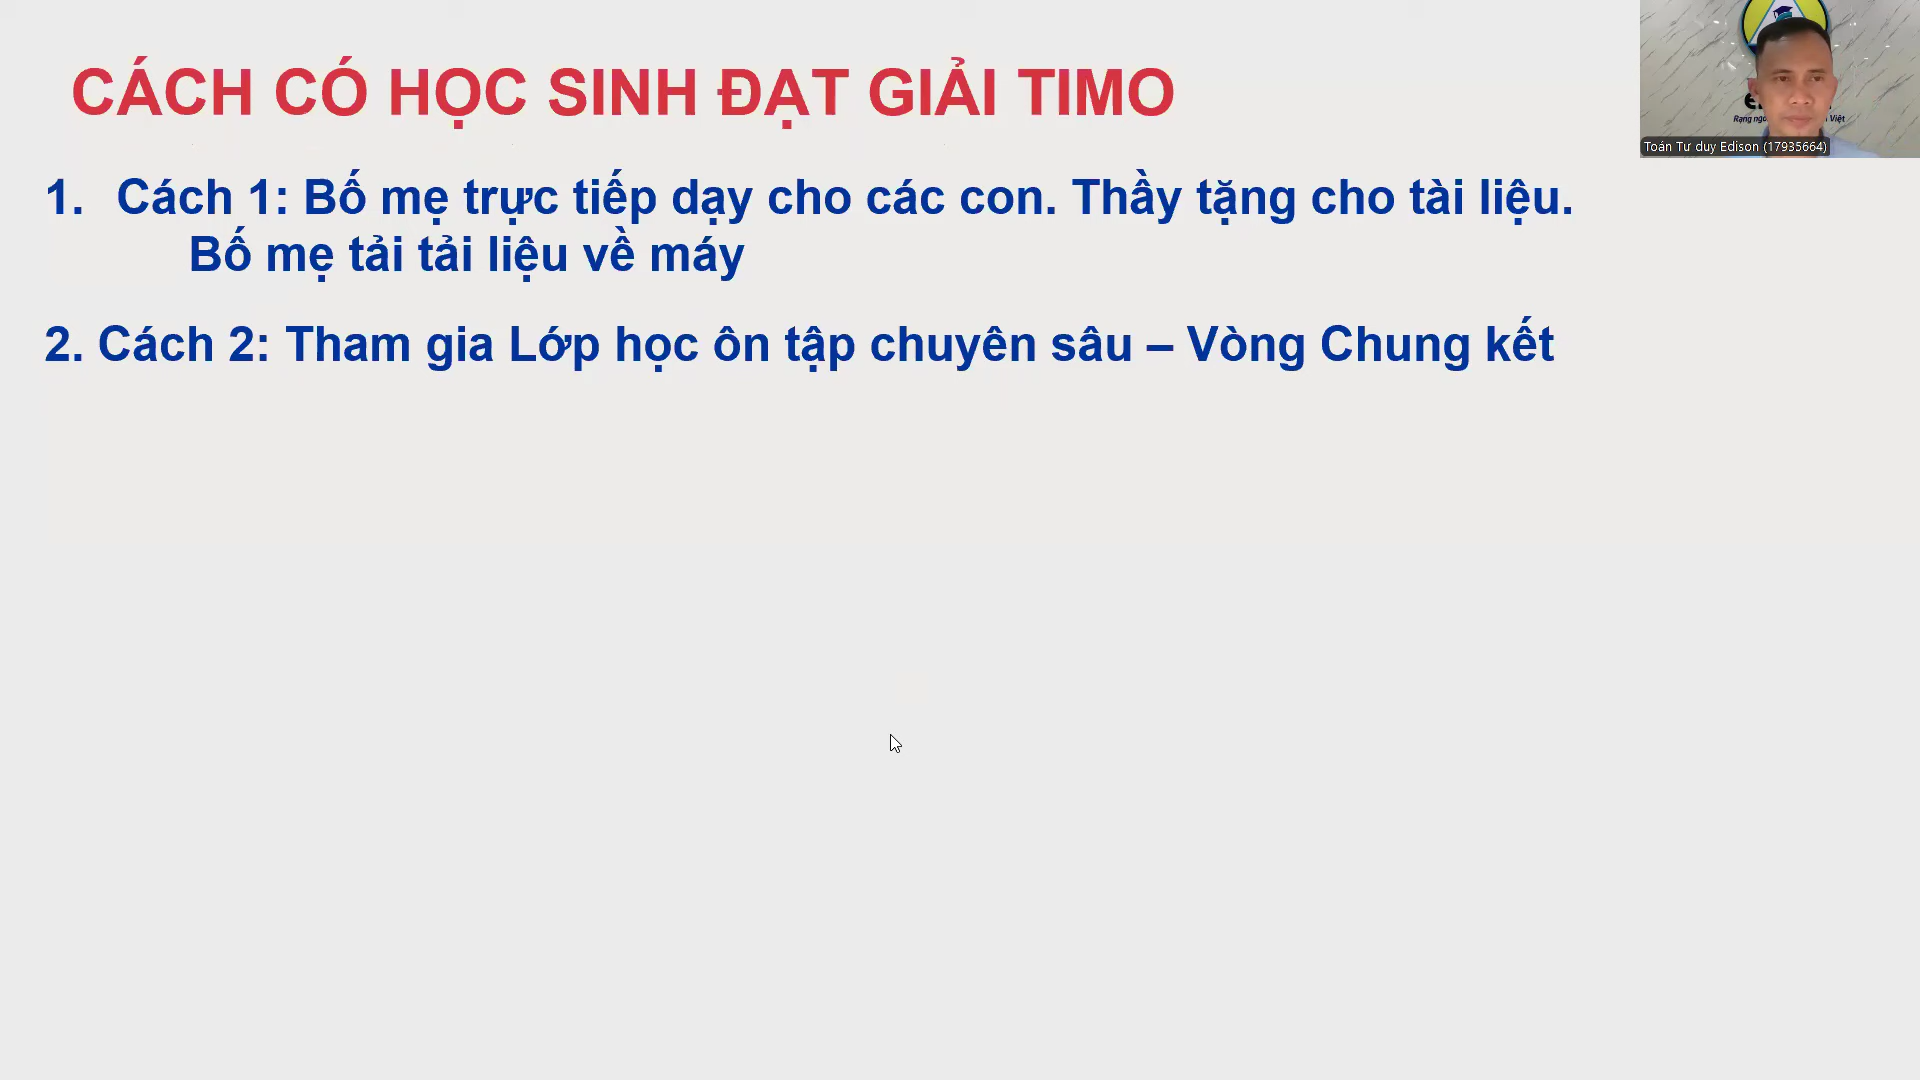 CÁCH CÓ HỌC SINH ĐẠT GIẢI TIMO
1. Cách 1: Bố mẹ trực tiếp dạy cho các con. Thầy tặng cho tài liệu.
Bố mẹ tải tải liệu về máy
2. Cách 2: Tham gia Lớp học ôn tập chuyên sâu – Vòng Chung kết
Việt
Toán Tư duy Edison (17935664)